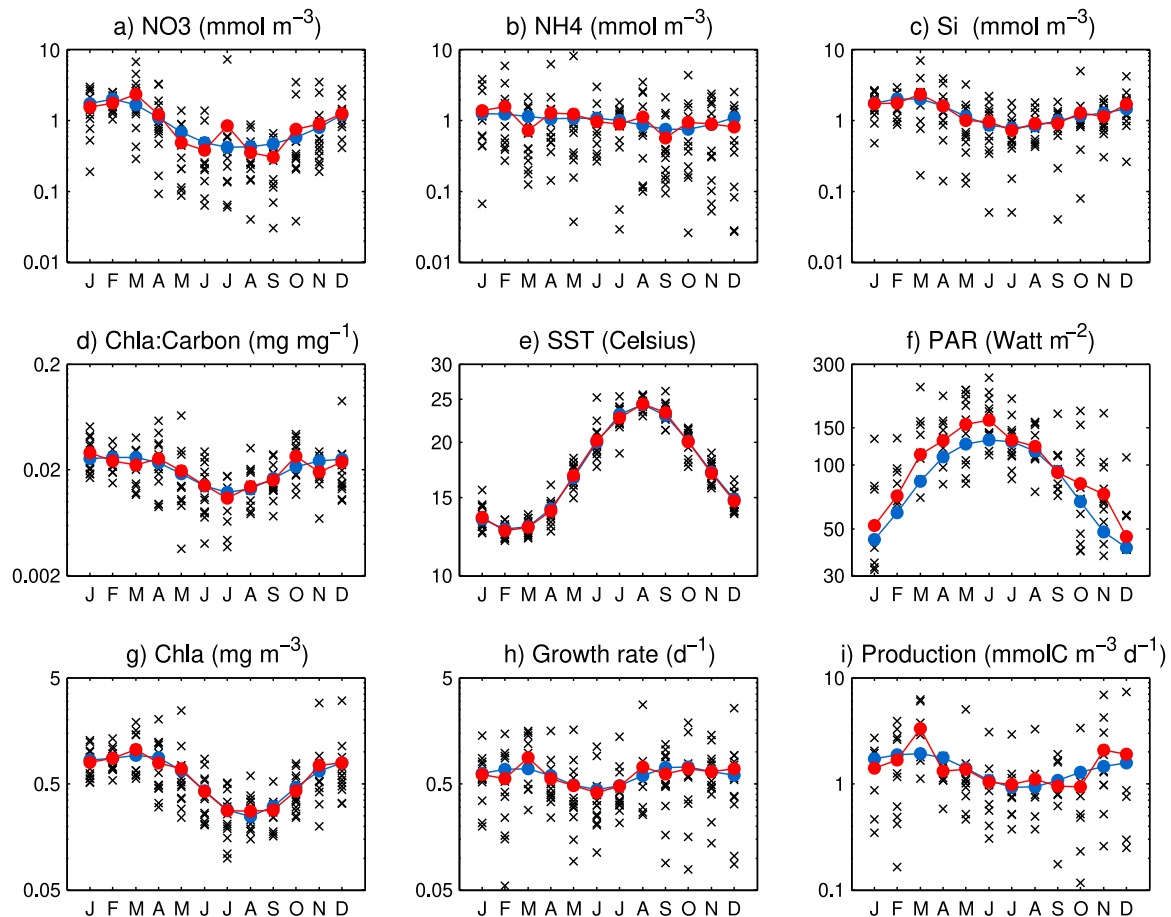 a) NO3 (mmol m⁻³)
b) NH4 (mmol m⁻³)
c) Si (mmol m⁻³)
10
1
0.1
0.01
J F M A M J J A S O N D
10
1
0.1
0.01
J F M A M J J A S O N D
10
1
0.1
0.01
J F M A M J J A S O N D
d) Chla:Carbon (mg mg⁻¹)
e) SST (Celsius)
f) PAR (Watt m⁻²)
0.2
0.02
0.002
J F M A M J J A S O N D
30
25
20
15
10
J F M A M J J A S O N D
300
150
100
50
30
J F M A M J J A S O N D
g) Chla (mg m⁻³)
h) Growth rate (d⁻¹)
i) Production (mmolC m⁻³ d⁻¹)
5
0.5
0.05
J F M A M J J A S O N D
5
0.5
0.05
J F M A M J J A S O N D
10
1
0.1
J F M A M J J A S O N D